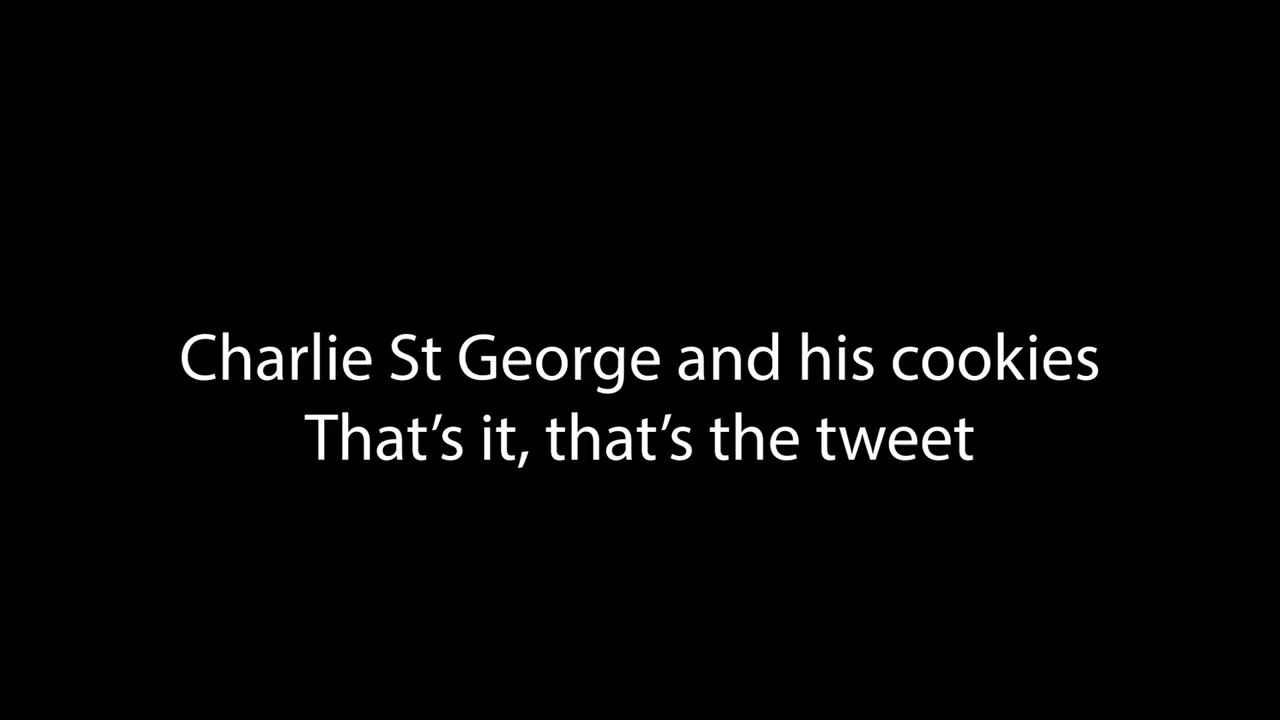 Charlie St George and his cookies
That’s it, that’s the tweet